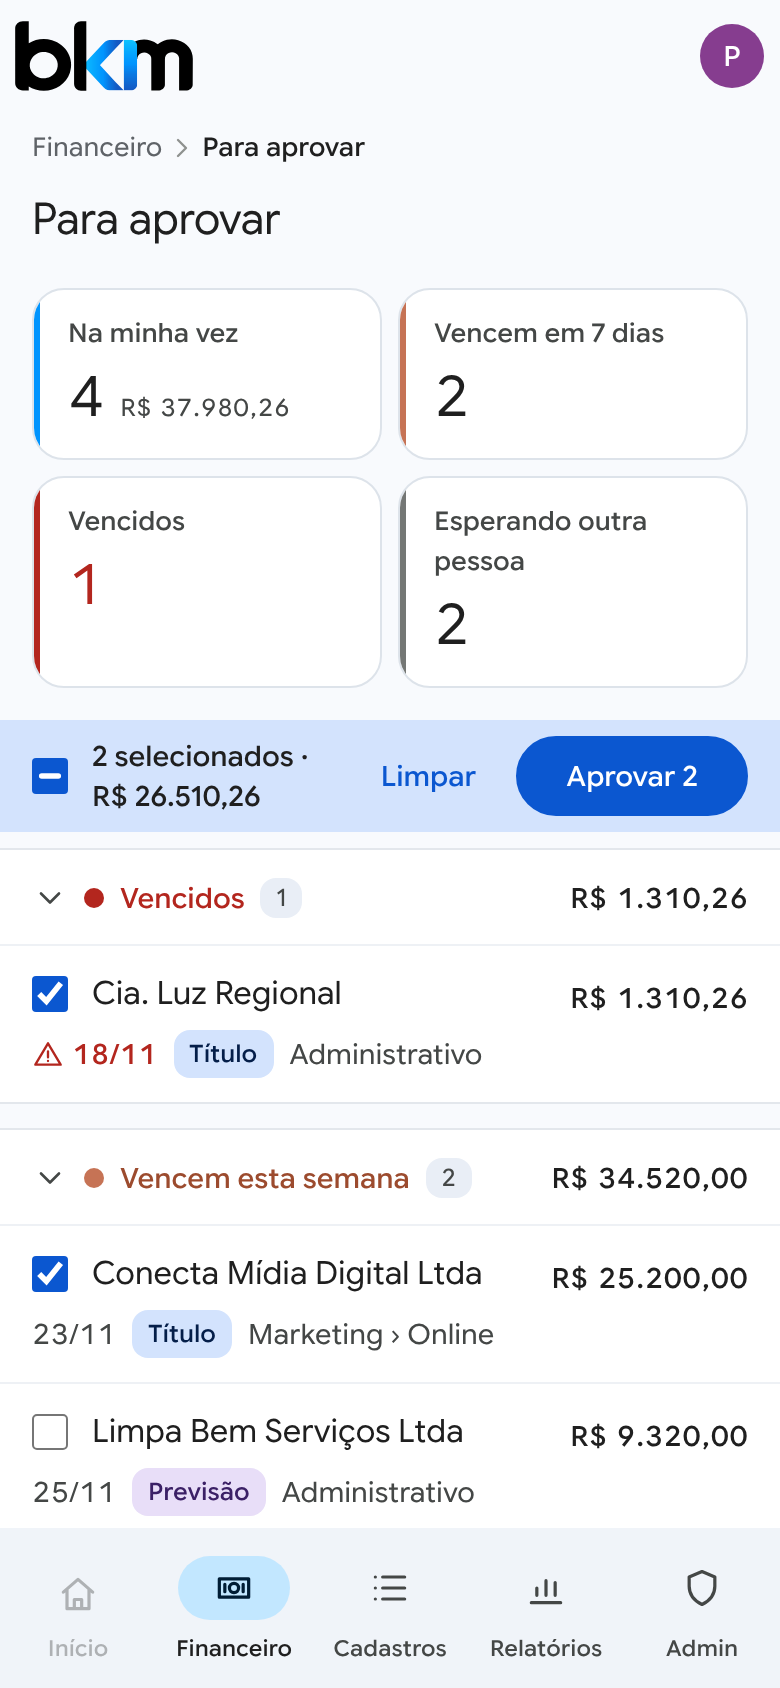 bkm
P
Financeiro > Para aprovar
Para aprovar
Na minha vez
4 R$ 37.980,26
Vencem em 7 dias
2
Vencidos
1
Esperando outra
pessoa
2
2 selecionados ·
R$ 26.510,26
Limpar
Aprovar 2
Vencidos 1 R$ 1.310,26
Cia. Luz Regional R$ 1.310,26
18/11 Título Administrativo
Vencem esta semana 2 R$ 34.520,00
Conecta Mídia Digital Ltda R$ 25.200,00
23/11 Título Marketing › Online
Limpa Bem Serviços Ltda R$ 9.320,00
25/11 Previsão Administrativo
Início Financeiro Cadastros Relatórios Admin